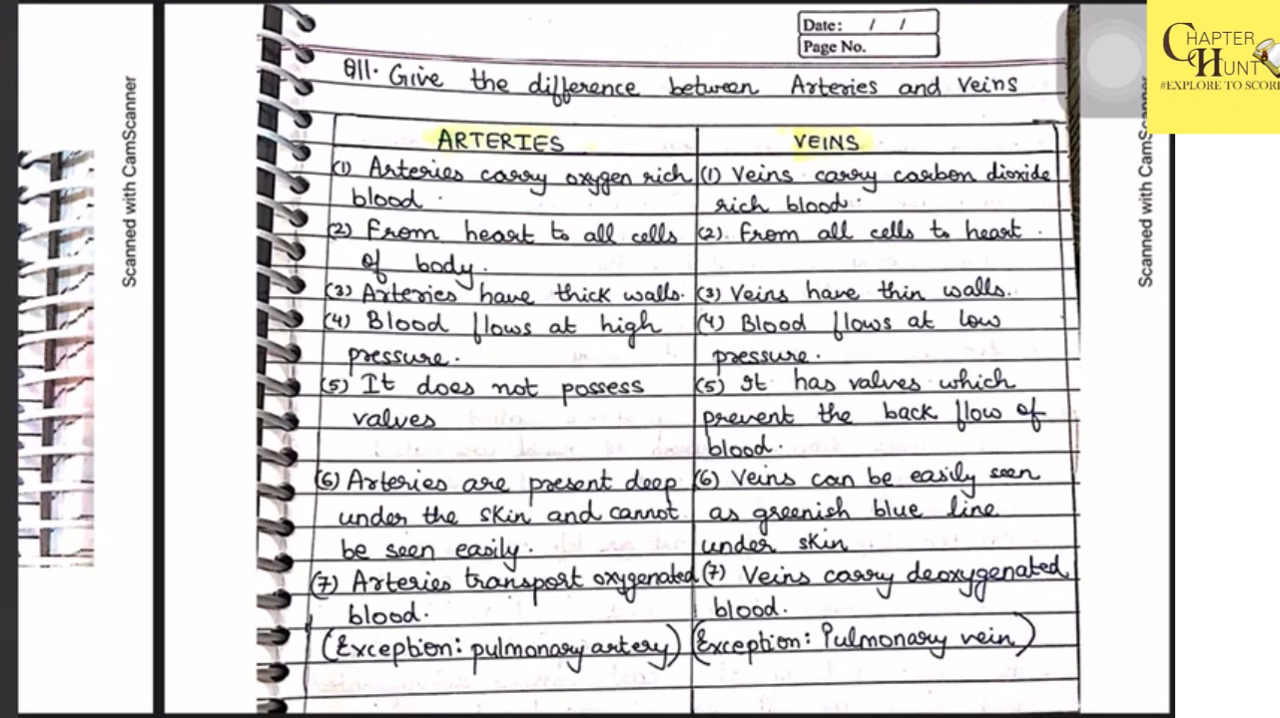 Date: / /
Page No.
CHAPTER
HUNT
#EXPLORE TO SCORE
Scanned with CamScanner
Scanned with CamScanner
Q11. Give the difference between Arteries and Veins
ARTERIES
(1) Arteries carry oxygen rich
blood.
(2) From heart to all cells
of body.
(3) Arteries have thick walls.
(4) Blood flows at high
pressure.
(5) It does not possess
valves
(6) Arteries are present deep
under the skin and cannot
be seen easily.
(7) Arteries transport oxygenated
blood.
(Exception: pulmonary artery)
VEINS
(1) Veins carry carbon dioxide
rich blood.
(2). From all cells to heart.
(3) Veins have thin walls.
(4) Blood flows at low
pressure.
(5) It has valves which
prevent the back flow of
blood.
(6) Veins can be easily seen
as greenish blue line
under skin
(7) Veins carry deoxygenated
blood.
(Exception: Pulmonary vein)